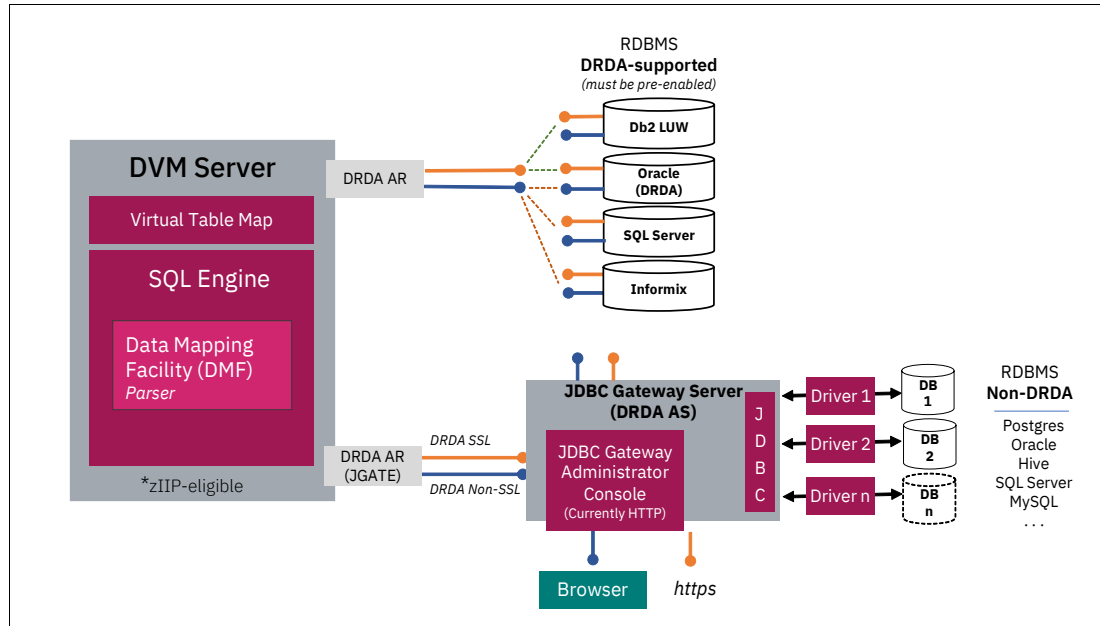 RDBMS
DRDA-supported
(must be pre-enabled)
Db2 LUW
Oracle
(DRDA)
SQL Server
Informix
DVM Server
Virtual Table Map
SQL Engine
Data Mapping
Facility (DMF)
Parser
*zIIP-eligible
DRDA AR
DRDA AR
(JGATE)
DRDA SSL
DRDA Non-SSL
JDBC Gateway Server
(DRDA AS)
JDBC Gateway
Administrator
Console
(Currently HTTP)
J
D
B
C
Browser
https
Driver 1
Driver 2
Driver n
DB
1
DB
2
DB
n
RDBMS
Non-DRDA
Postgres
Oracle
Hive
SQL Server
MySQL
. . .